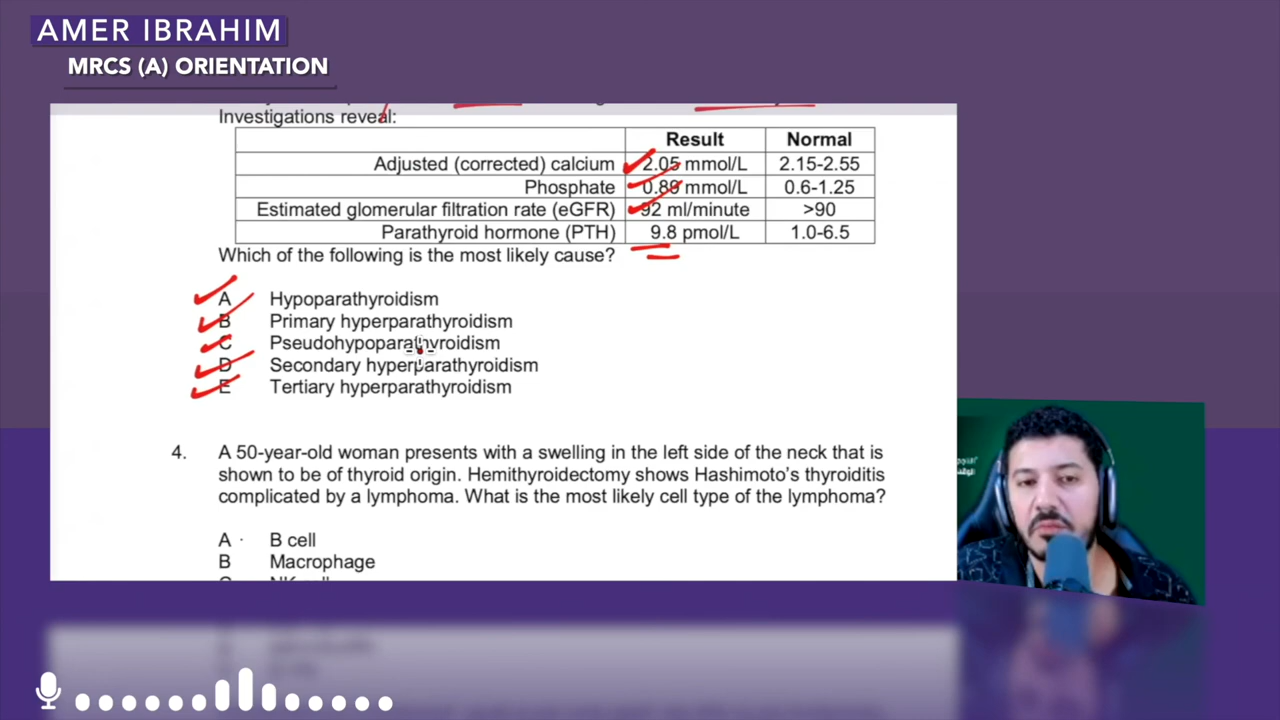 AMER IBRAHIM
MRCS (A) ORIENTATION
Investigations reveal:
Result Normal
Adjusted (corrected) calcium 2.05 mmol/L 2.15-2.55
Phosphate 0.89 mmol/L 0.6-1.25
Estimated glomerular filtration rate (eGFR) 92 ml/minute >90
Parathyroid hormone (PTH) 9.8 pmol/L 1.0-6.5
Which of the following is the most likely cause?
A Hypoparathyroidism
B Primary hyperparathyroidism
C Pseudohypoparathyroidism
D Secondary hyperparathyroidism
E Tertiary hyperparathyroidism
4. A 50-year-old woman presents with a swelling in the left side of the neck that is
shown to be of thyroid origin. Hemithyroidectomy shows Hashimoto's thyroiditis
complicated by a lymphoma. What is the most likely cell type of the lymphoma?
A B cell
B Macrophage